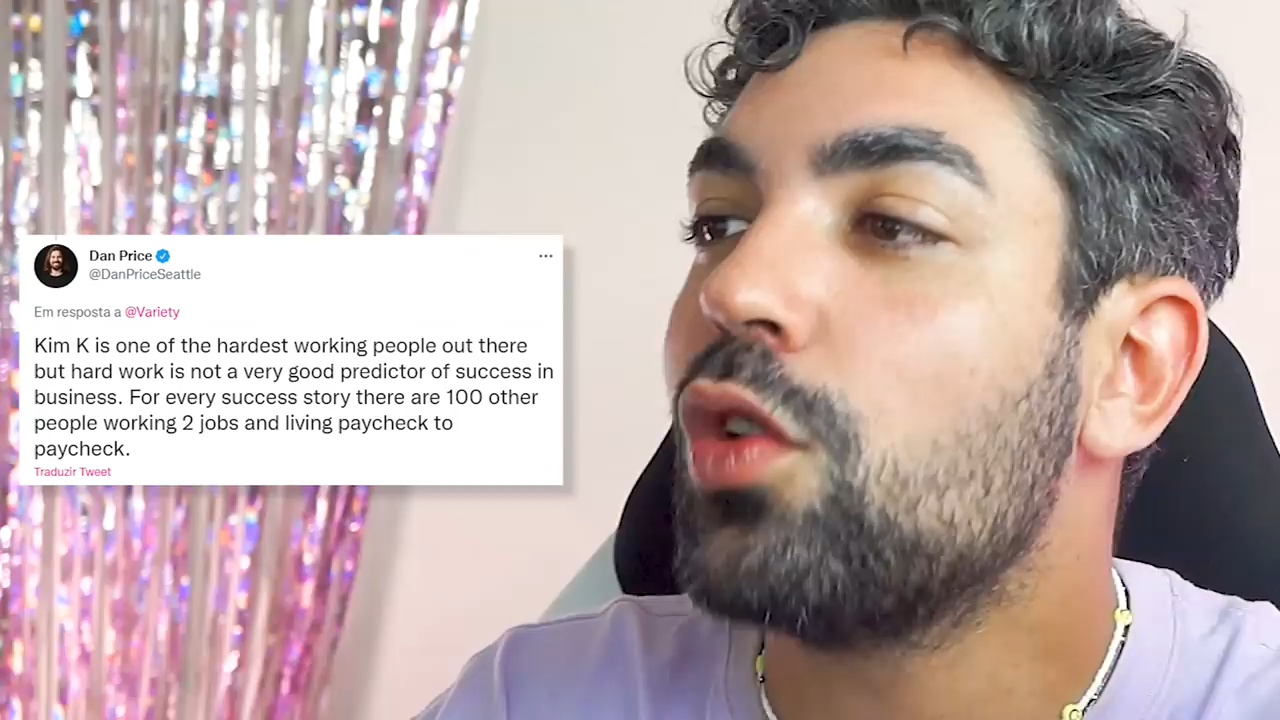 Dan Price
@DanPriceSeattle
Em resposta a @Variety
Kim K is one of the hardest working people out there
but hard work is not a very good predictor of success in
business. For every success story there are 100 other
people working 2 jobs and living paycheck to
paycheck.
Traduzir Tweet